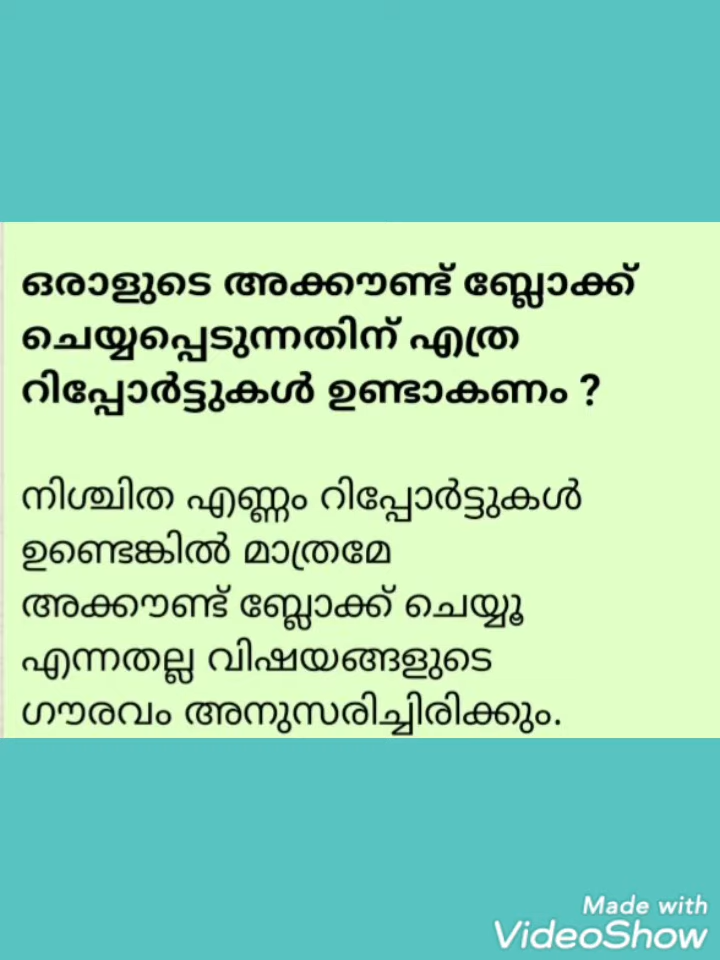 ഒരാളുടെ അക്കൗണ്ട് ബ്ലോക്ക്
ചെയ്യപ്പെടുന്നതിന് എത്ര
റിപ്പോർട്ടുകൾ ഉണ്ടാകണം ?
നിശ്ചിത എണ്ണം റിപ്പോർട്ടുകൾ
ഉണ്ടെങ്കിൽ മാത്രമേ
അക്കൗണ്ട് ബ്ലോക്ക് ചെയ്യൂ
എന്നതല്ല വിഷയങ്ങളുടെ
ഗൗരവം അനുസരിച്ചിരിക്കും.
Made with
VideoShow